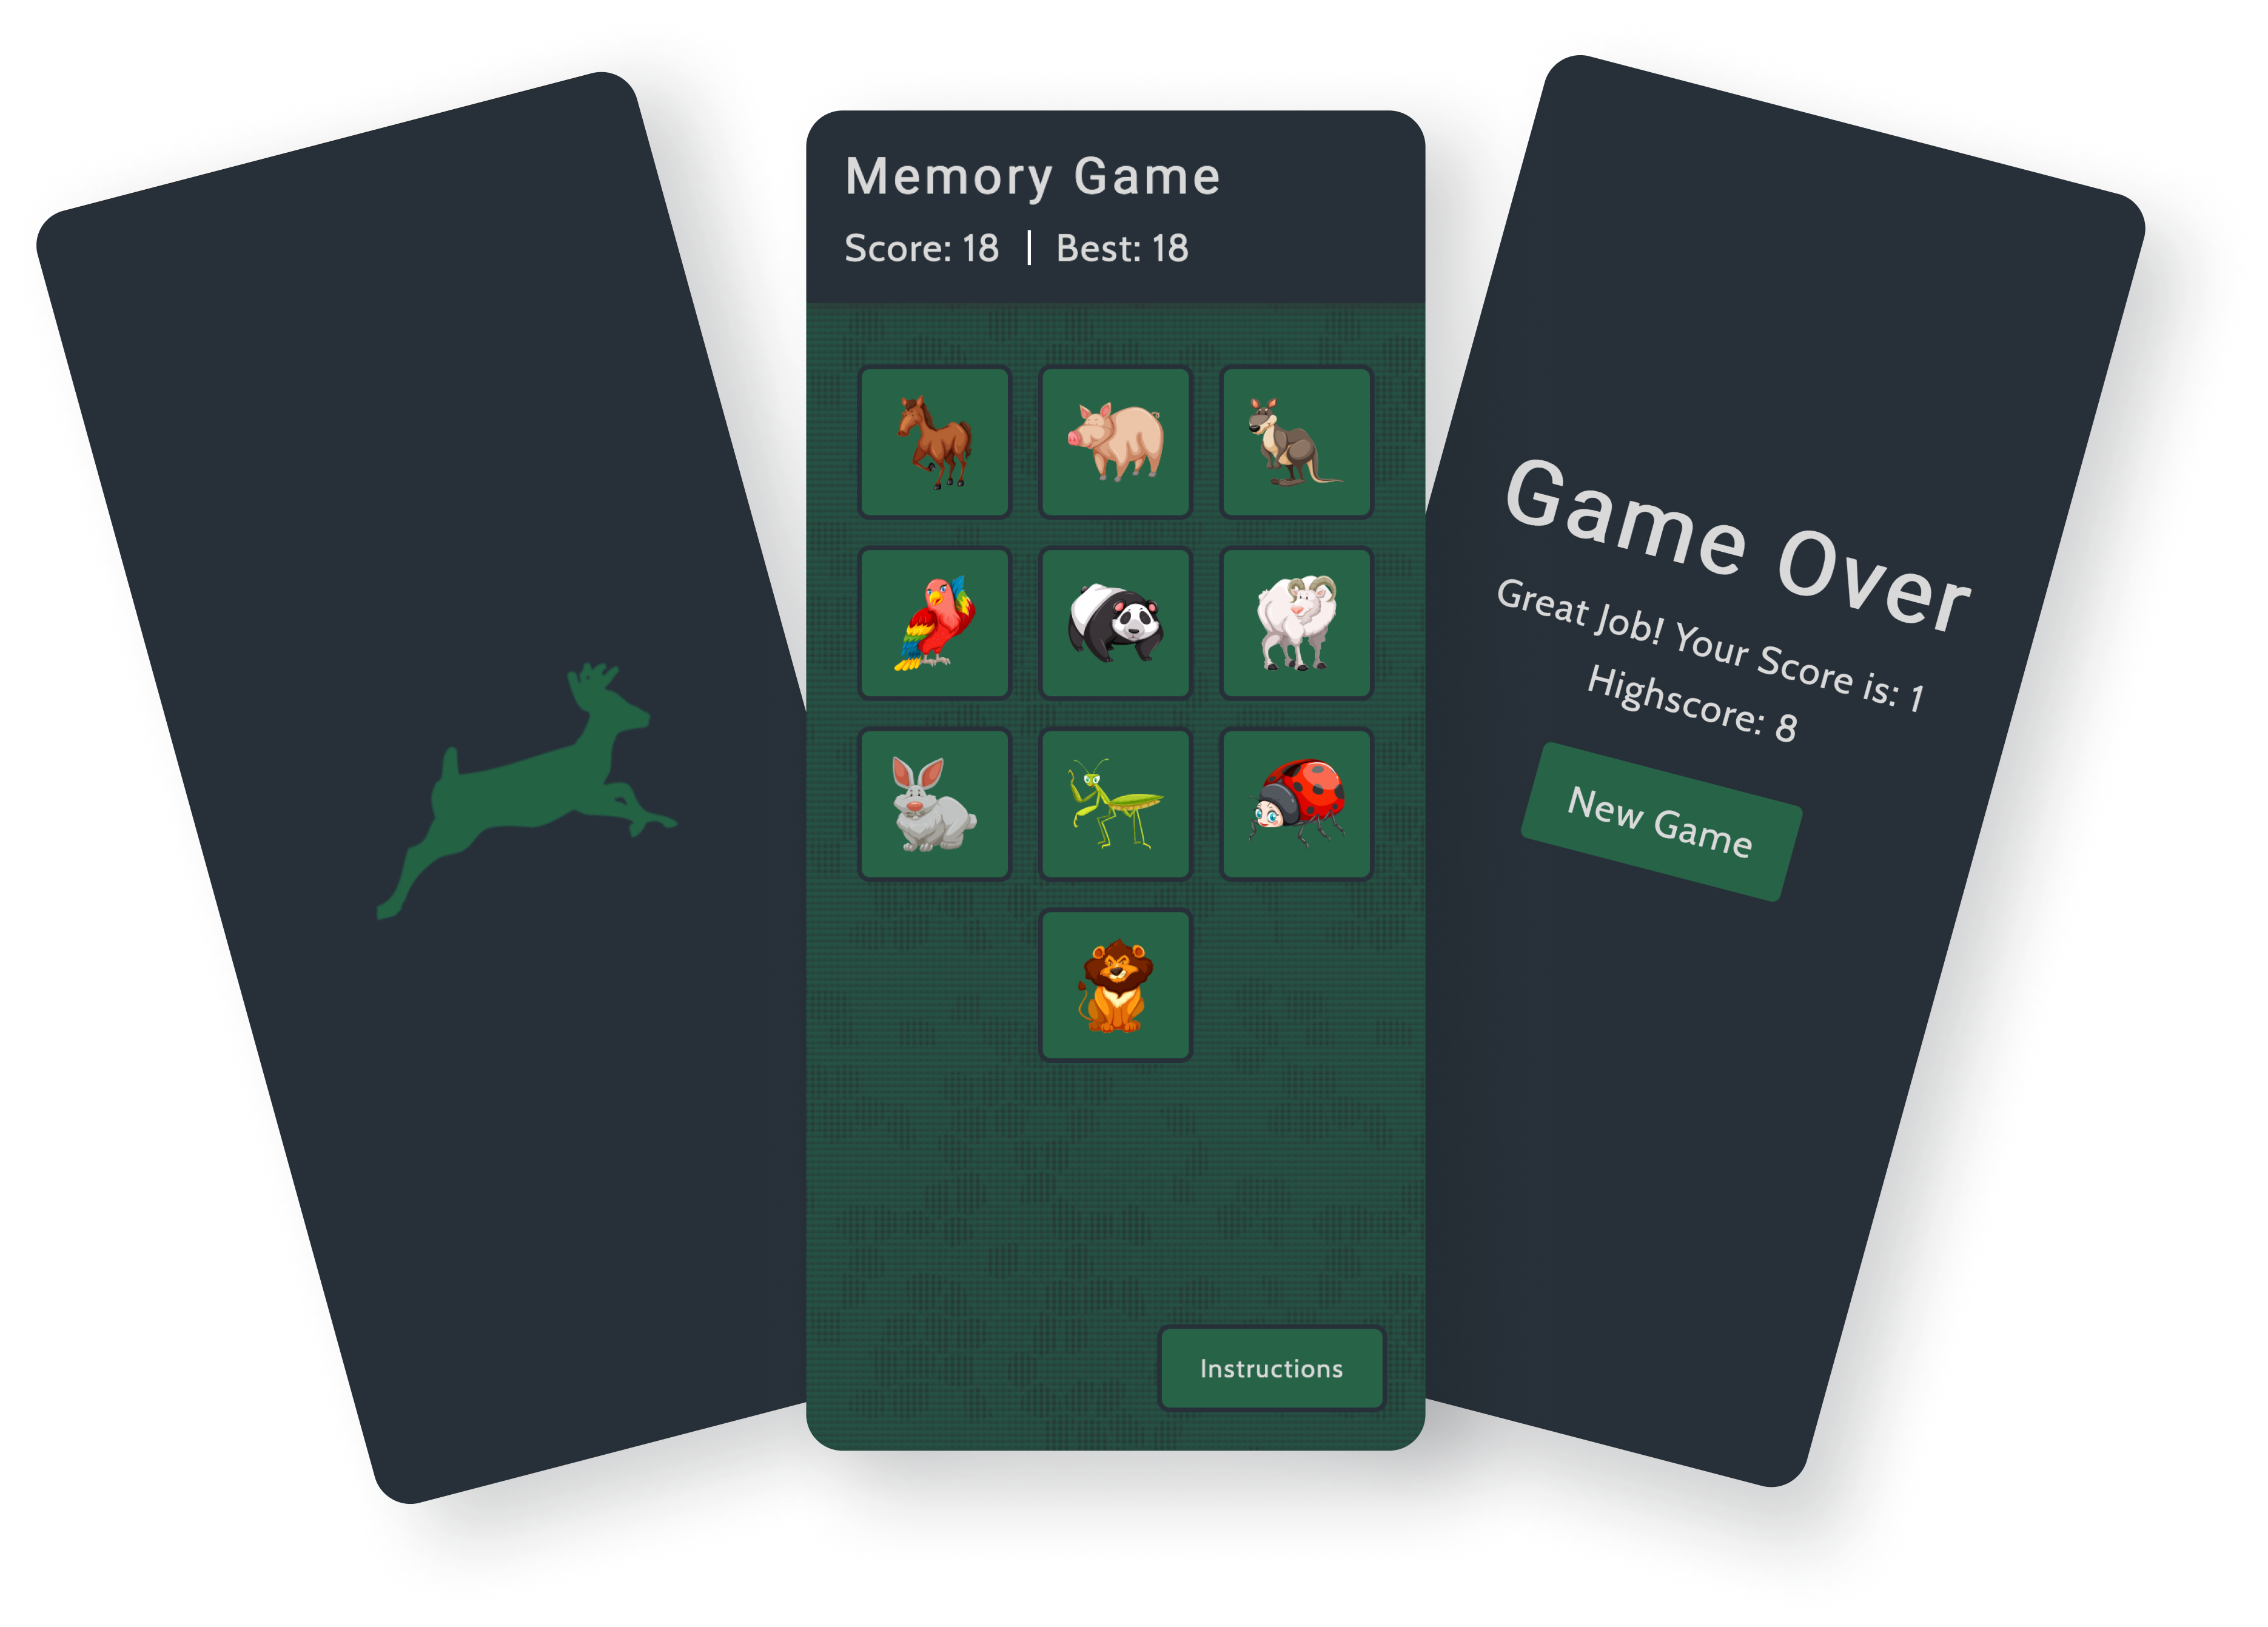 Memory Game
Score: 18 | Best: 18
Instructions
Game Over
Great Job! Your Score is: 1
Highscore: 8
New Game